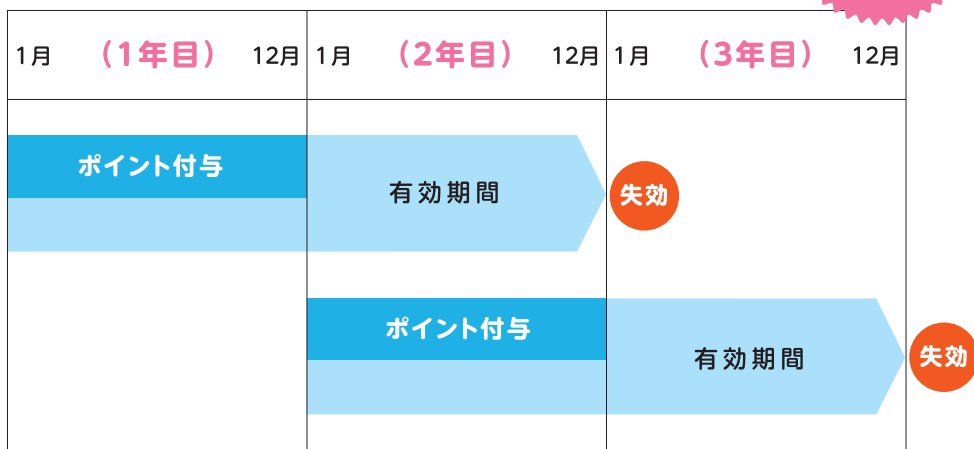 1月 （1年目） 12月 1月 （2年目） 12月 1月 （3年目） 12月
ポイント付与
有効期間
失効
ポイント付与
有効期間
失効